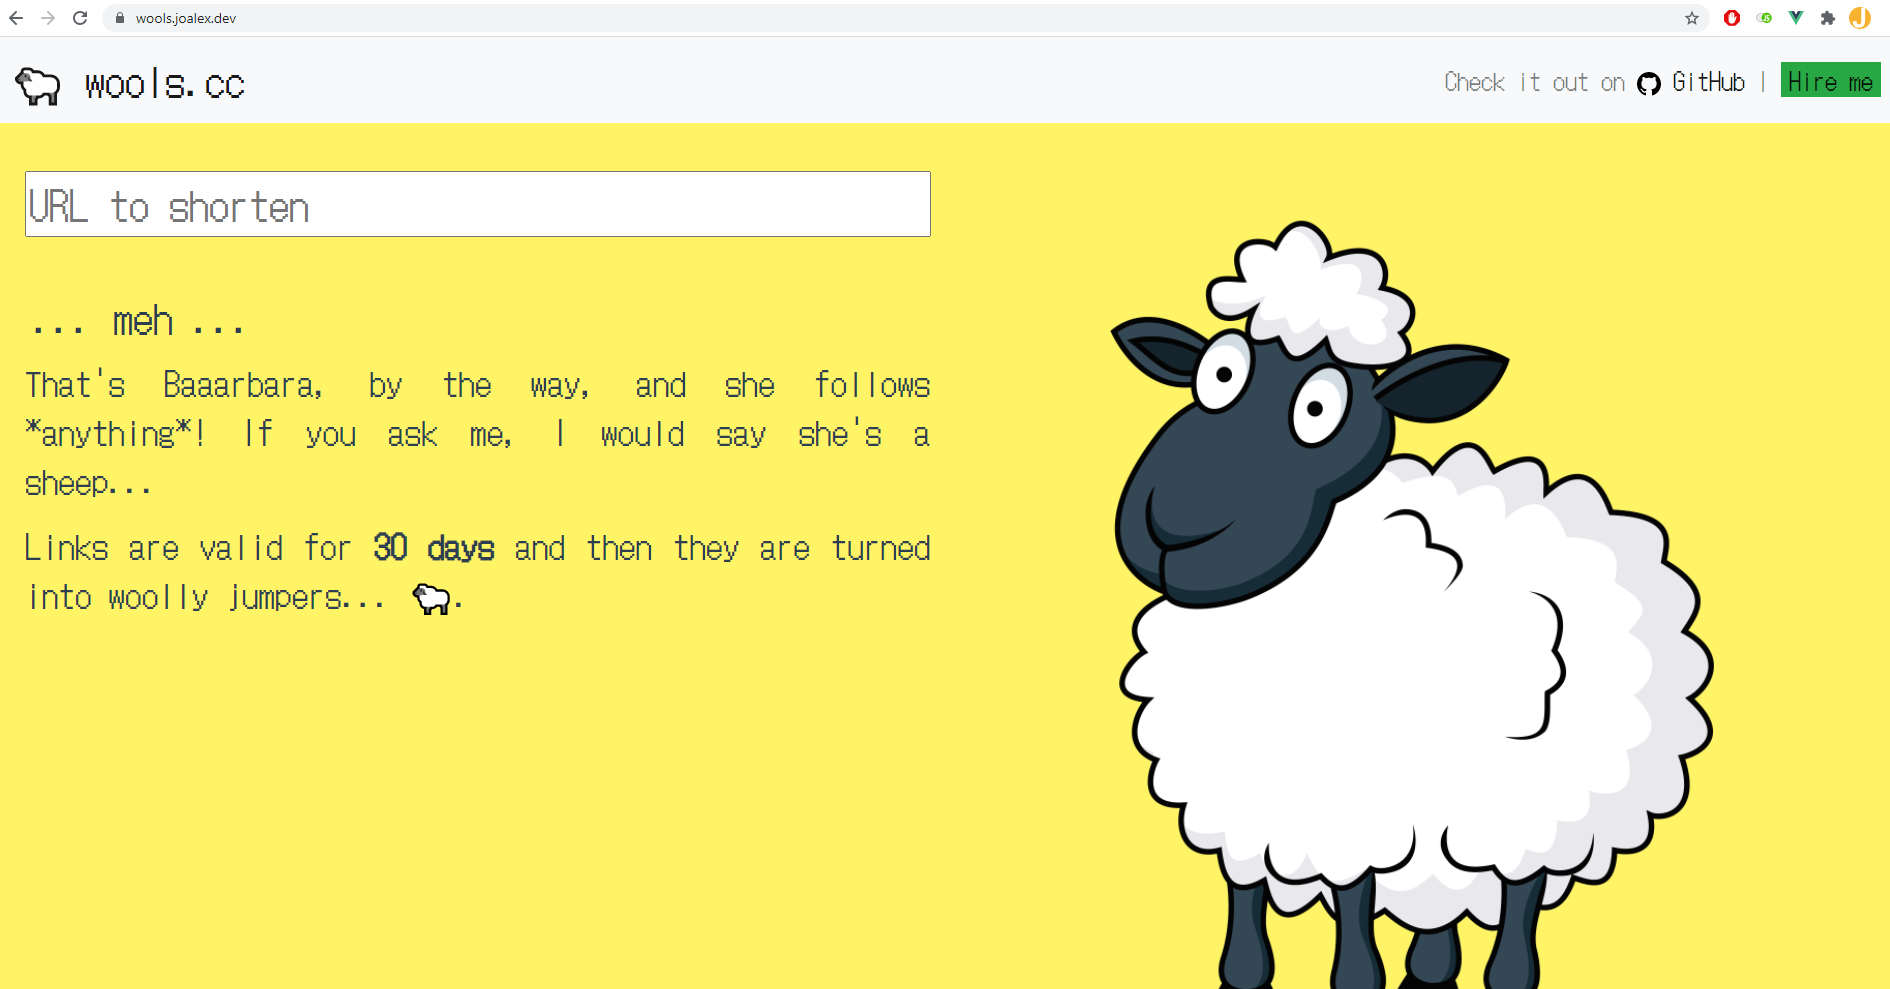 wools.joalex.dev
JS
J
wools.cc
Check it out on GitHub | Hire me
URL to shorten
... meh ...
That's Baaarbara, by the way, and she follows
*anything*! If you ask me, I would say she's a
sheep...
Links are valid for 30 days and then they are turned
into woolly jumpers... .